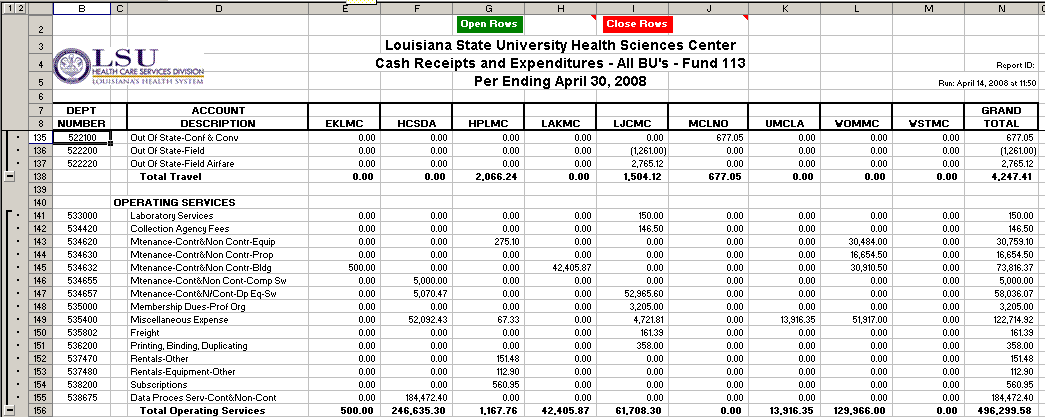 1 2 B C D E F G H I J K L M N
2 Open Rows Close Rows
3 Louisiana State University Health Sciences Center
LSU
HEALTH CARE SERVICES DIVISION
LOUISIANA'S HEALTH SYSTEM
4 Cash Receipts and Expenditures - All BU's - Fund 113 Report ID:
5 Per Ending April 30, 2008 Run: April 14, 2008 at 11:50
6
7 DEPT ACCOUNT GRAND
8 NUMBER DESCRIPTION EKLMC HCSDA HPLMC LAKMC LJCMC MCLNO UMCLA WOMMC WSTMC TOTAL
135 522100 Out Of State-Conf & Conv 0.00 0.00 0.00 0.00 0.00 677.05 0.00 0.00 0.00 677.05
136 522200 Out Of State-Field 0.00 0.00 0.00 0.00 (1,261.00) 0.00 0.00 0.00 0.00 (1,261.00)
137 522220 Out Of State-Field Airfare 0.00 0.00 0.00 0.00 2,765.12 0.00 0.00 0.00 0.00 2,765.12
138 Total Travel 0.00 0.00 2,066.24 0.00 1,504.12 677.05 0.00 0.00 0.00 4,247.41
139
140 OPERATING SERVICES
141 533000 Laboratory Services 0.00 0.00 0.00 0.00 150.00 0.00 0.00 0.00 0.00 150.00
142 534420 Collection Agency Fees 0.00 0.00 0.00 0.00 146.50 0.00 0.00 0.00 0.00 146.50
143 534620 Mtenance-Contr&Non Contr-Equip 0.00 0.00 275.10 0.00 0.00 0.00 0.00 30,484.00 0.00 30,759.10
144 534630 Mtenance-Contr&Non Contr-Prop 0.00 0.00 0.00 0.00 0.00 0.00 0.00 16,654.50 0.00 16,654.50
145 534632 Mtenance-Contr&Non Contr-Bldg 500.00 0.00 0.00 42,405.87 0.00 0.00 0.00 30,910.50 0.00 73,816.37
146 534655 Mtenance-Cont&Non Cont-Comp Sw 0.00 5,000.00 0.00 0.00 0.00 0.00 0.00 0.00 0.00 5,000.00
147 534657 Mtenance-Cont&N/Cont-Dp Eq-Sw 0.00 5,070.47 0.00 0.00 52,965.60 0.00 0.00 0.00 0.00 58,036.07
148 535000 Membership Dues-Prof Org 0.00 0.00 0.00 0.00 3,205.00 0.00 0.00 0.00 0.00 3,205.00
149 535400 Miscellaneous Expense 0.00 52,092.43 67.33 0.00 4,721.81 0.00 13,916.35 51,917.00 0.00 122,714.92
150 535802 Freight 0.00 0.00 0.00 0.00 161.39 0.00 0.00 0.00 0.00 161.39
151 536200 Printing, Binding, Duplicating 0.00 0.00 0.00 0.00 358.00 0.00 0.00 0.00 0.00 358.00
152 537470 Rentals-Other 0.00 0.00 151.48 0.00 0.00 0.00 0.00 0.00 0.00 151.48
153 537480 Rentals-Equipment-Other 0.00 0.00 112.90 0.00 0.00 0.00 0.00 0.00 0.00 112.90
154 538200 Subscriptions 0.00 0.00 560.95 0.00 0.00 0.00 0.00 0.00 0.00 560.95
155 538675 Data Proces Serv-Cont&Non-Cont 0.00 184,472.40 0.00 0.00 0.00 0.00 0.00 0.00 0.00 184,472.40
156 Total Operating Services 500.00 246,635.30 1,167.76 42,405.87 61,708.30 0.00 13,916.35 129,966.00 0.00 496,299.58